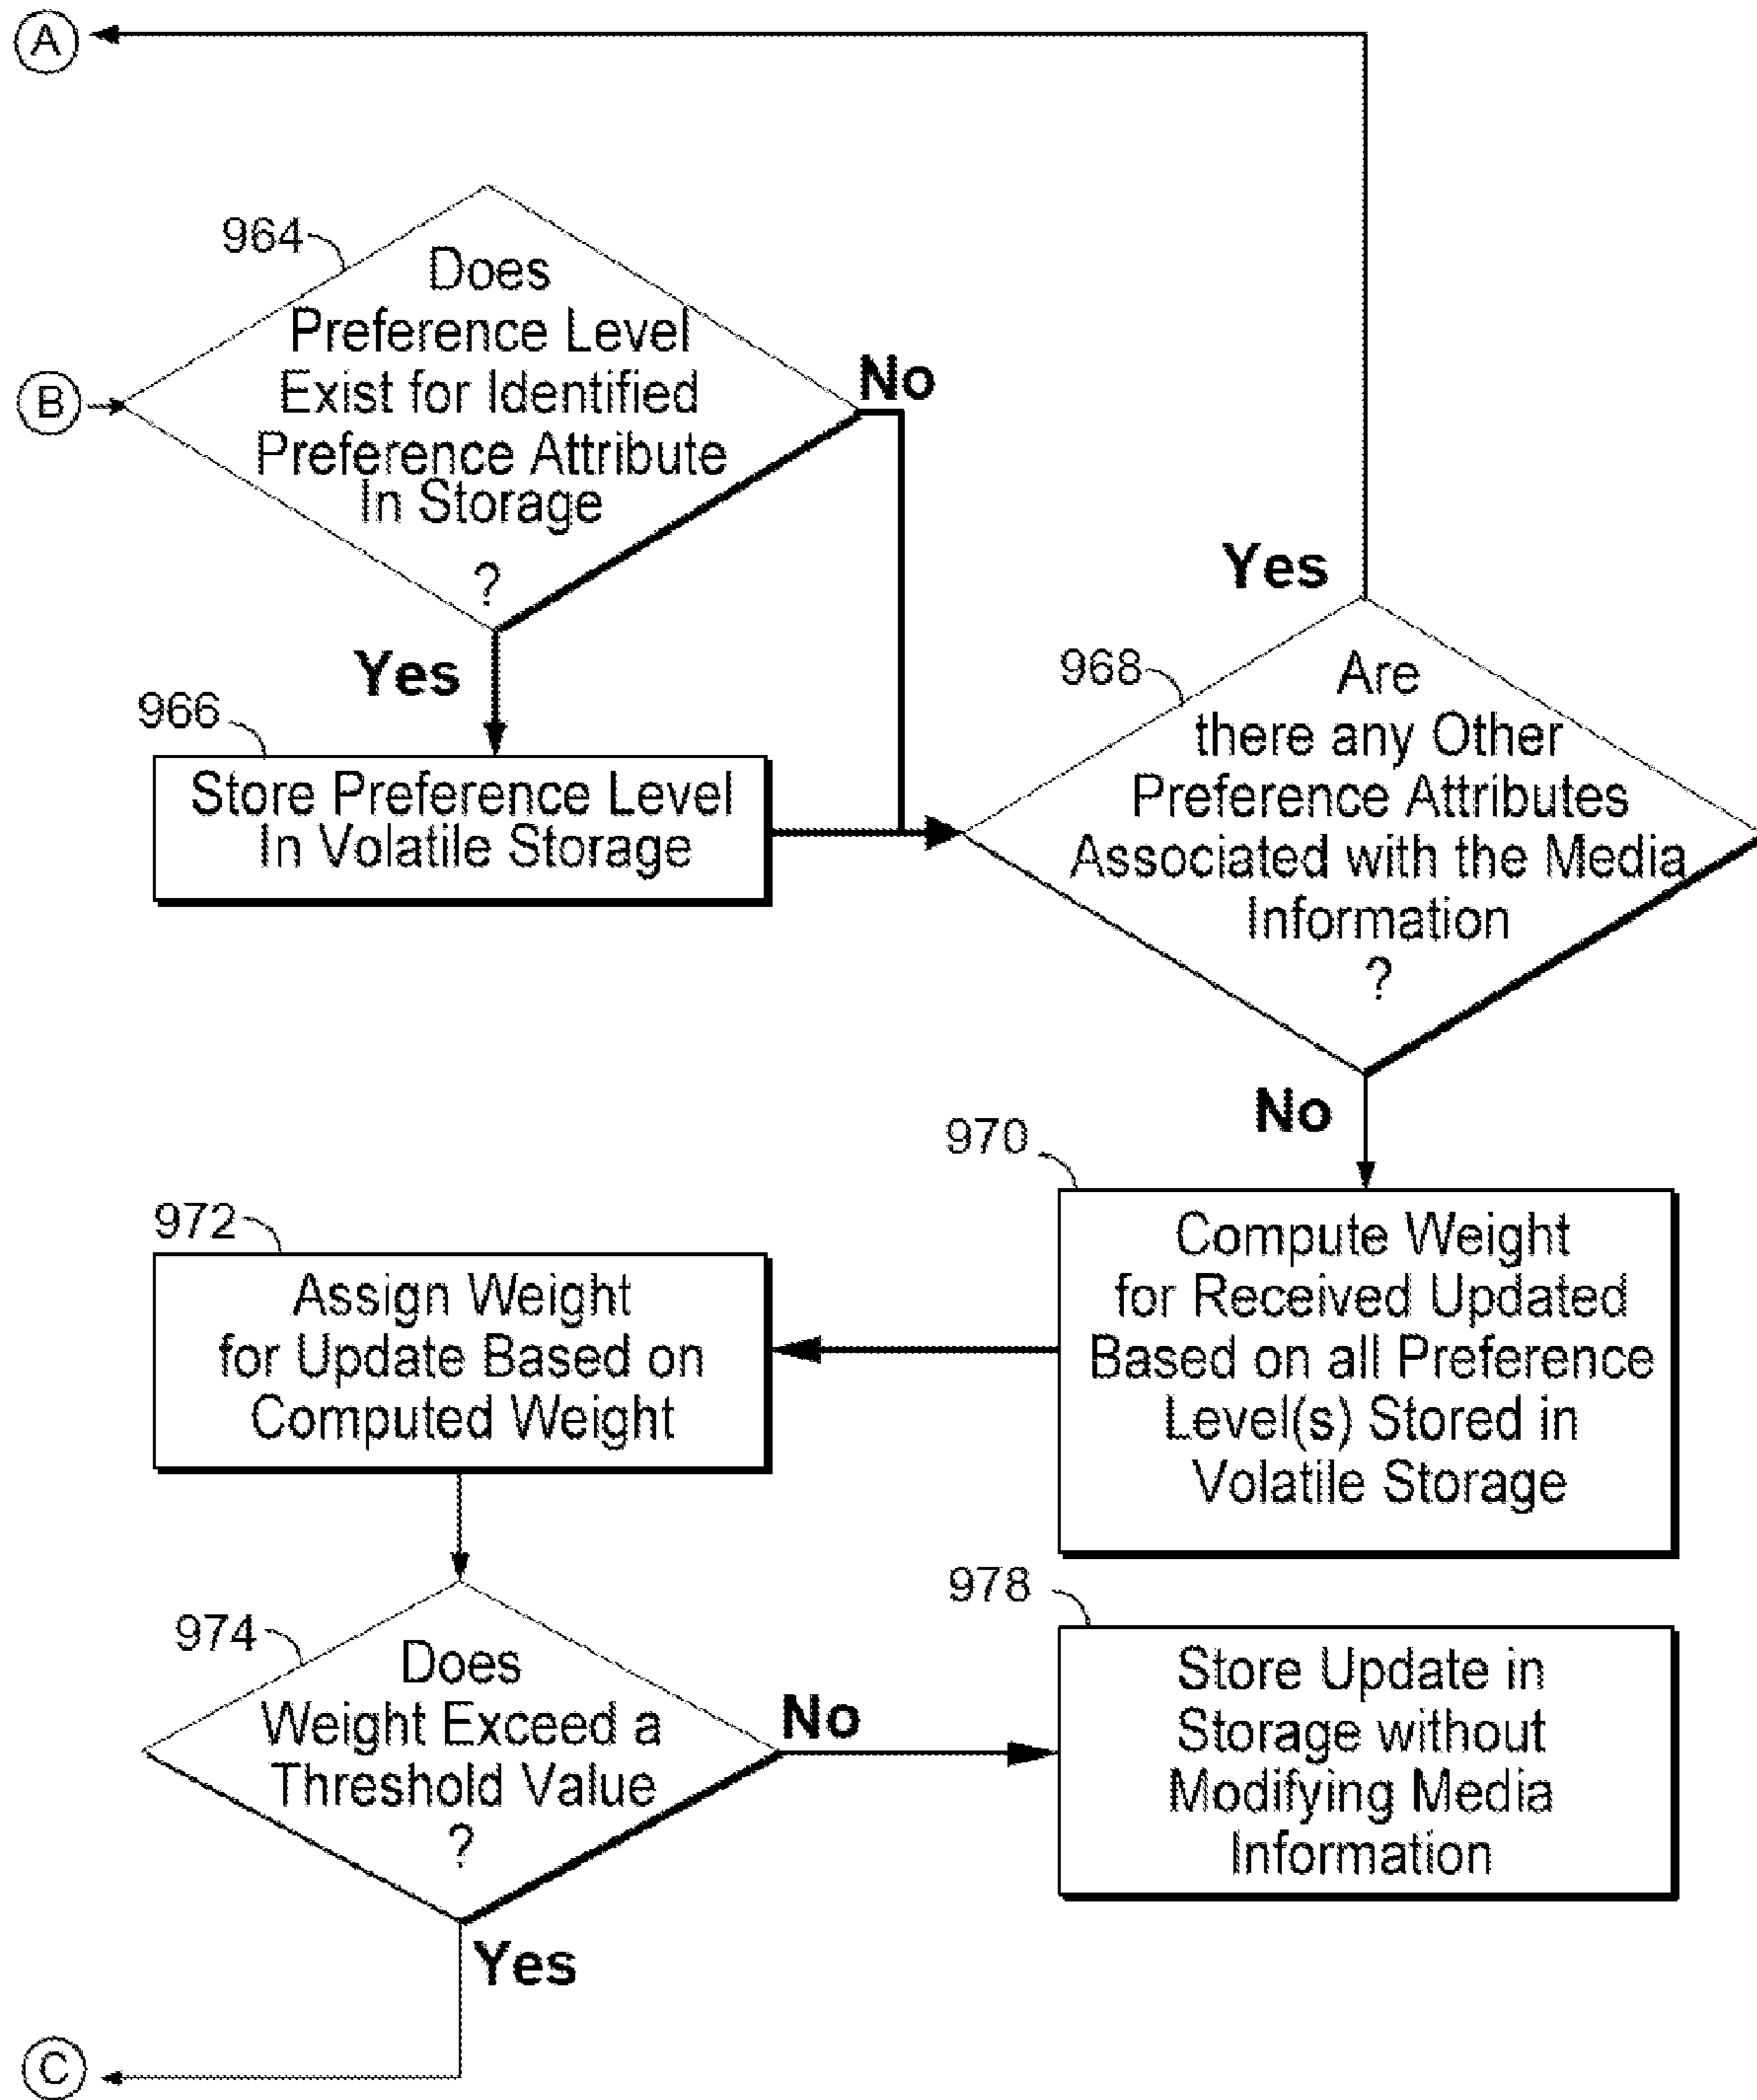 A
964
Does
Preference Level
Exist for Identified
Preference Attribute
In Storage
?
B
No
Yes
966
Store Preference Level
In Volatile Storage
Yes
968
Are
there any Other
Preference Attributes
Associated with the Media
Information
?
No
970
Compute Weight
for Received Updated
Based on all Preference
Level(s) Stored in
Volatile Storage
972
Assign Weight
for Update Based on
Computed Weight
974
Does
Weight Exceed a
Threshold Value
?
No
978
Store Update in
Storage without
Modifying Media
Information
Yes
C